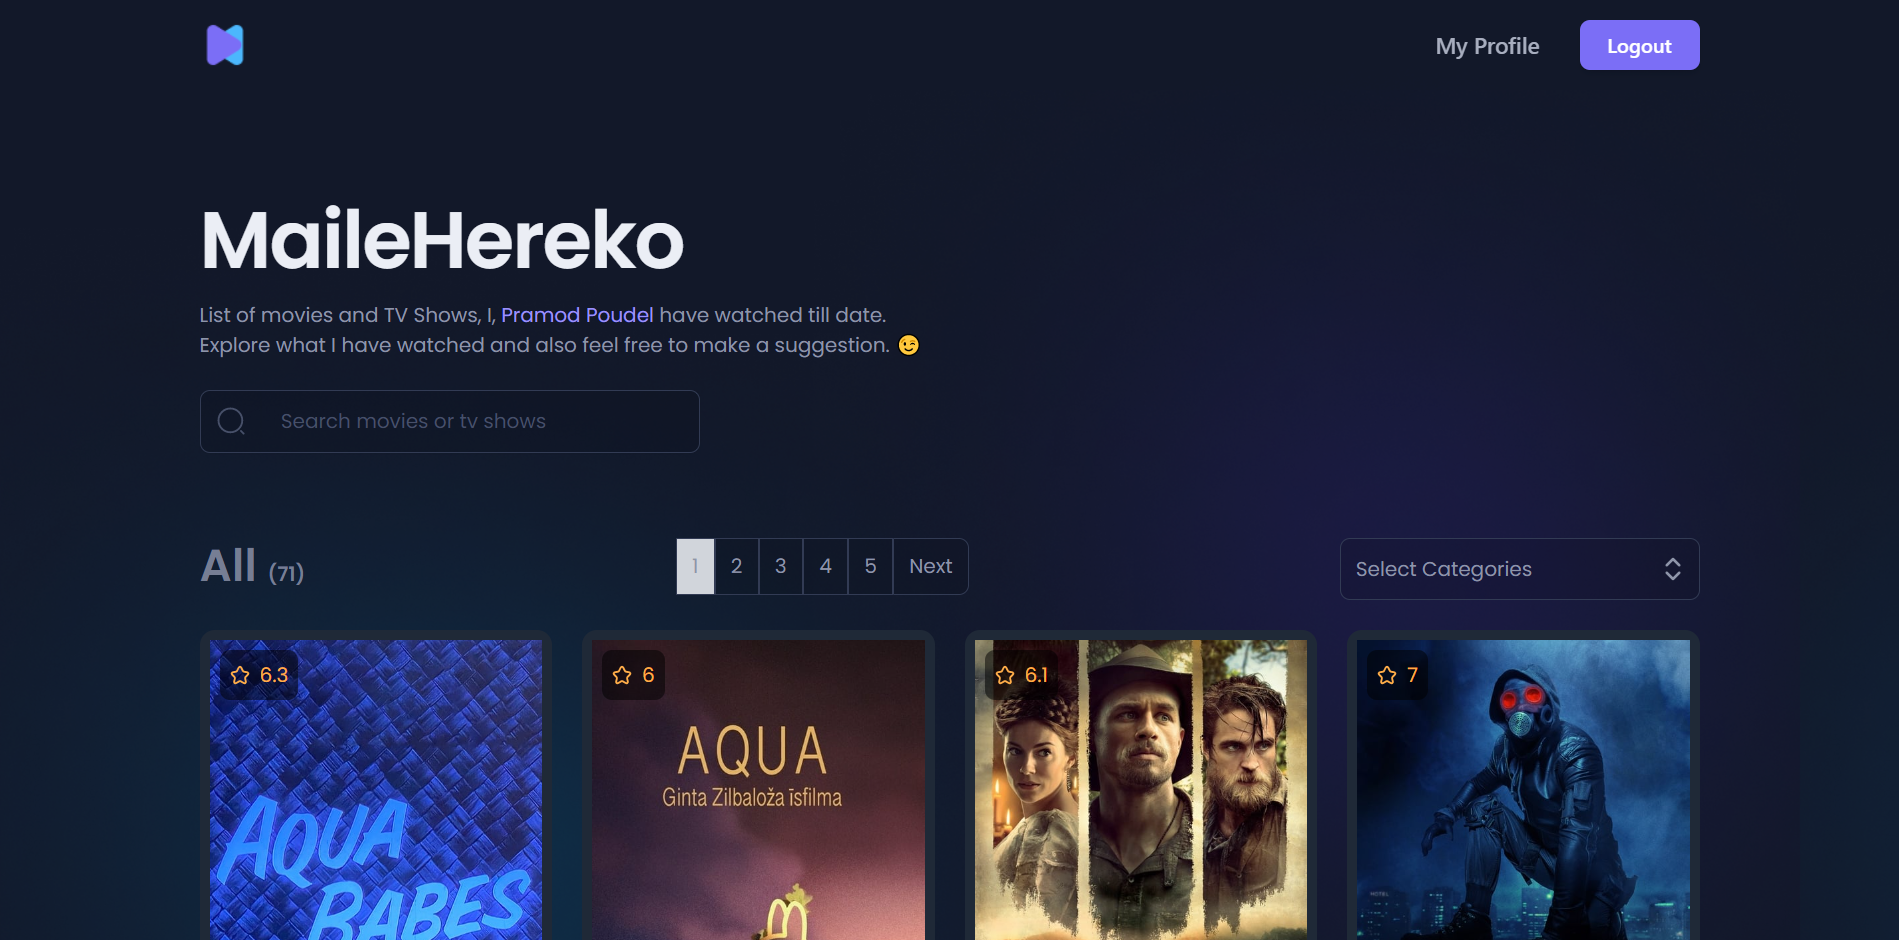 My Profile
Logout
MaileHereko
List of movies and TV Shows, I, Pramod Poudel have watched till date.
Explore what I have watched and also feel free to make a suggestion. 😉
Search movies or tv shows
All (71)
1 2 3 4 5 Next
Select Categories
6.3
AQUA
BABES
6
AQUA
Ginta Zilbaloža īsfilma
6.1
7
HOTEL